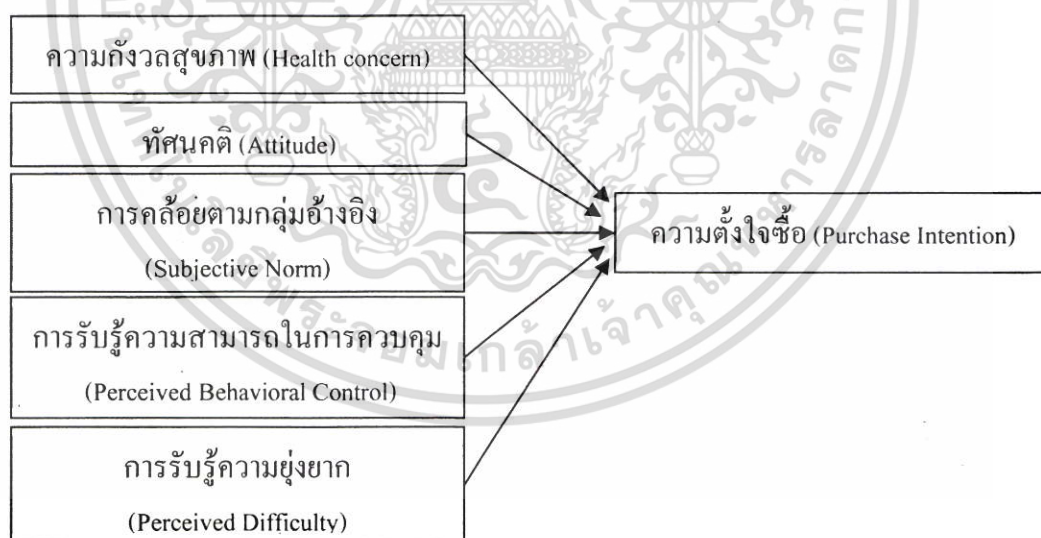 ความกังวลสุขภาพ (Health concern)
ทัศนคติ (Attitude)
การคล้อยตามกลุ่มอ้างอิง
(Subjective Norm)
การรับรู้ความสามารถในการควบคุม
(Perceived Behavioral Control)
การรับรู้ความยุ่งยาก
(Perceived Difficulty)
ความตั้งใจซื้อ (Purchase Intention)